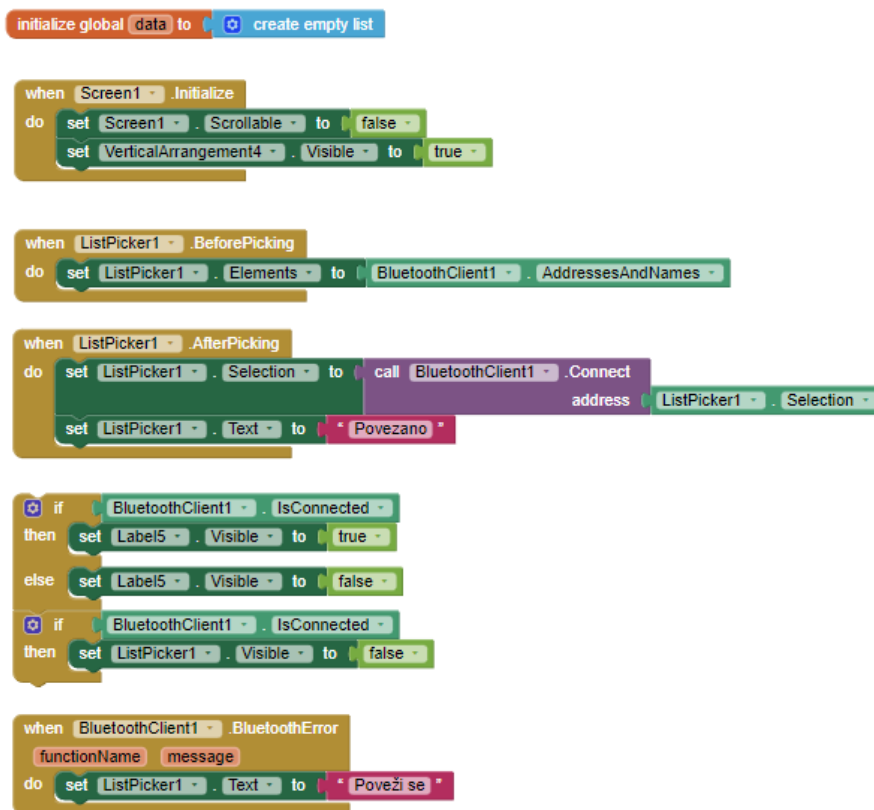 initialize global data to create empty list
when Screen1 .Initialize
do set Screen1 . Scrollable to false
set VerticalArrangement4 . Visible to true
when ListPicker1 .BeforePicking
do set ListPicker1 . Elements to BluetoothClient1 . AddressesAndNames
when ListPicker1 .AfterPicking
do set ListPicker1 . Selection to call BluetoothClient1 .Connect
address ListPicker1 . Selection
set ListPicker1 . Text to “ Povezano ”
if BluetoothClient1 . IsConnected
then set Label5 . Visible to true
else set Label5 . Visible to false
if BluetoothClient1 . IsConnected
then set ListPicker1 . Visible to false
when BluetoothClient1 .BluetoothError
functionName message
do set ListPicker1 . Text to “ Poveži se ”